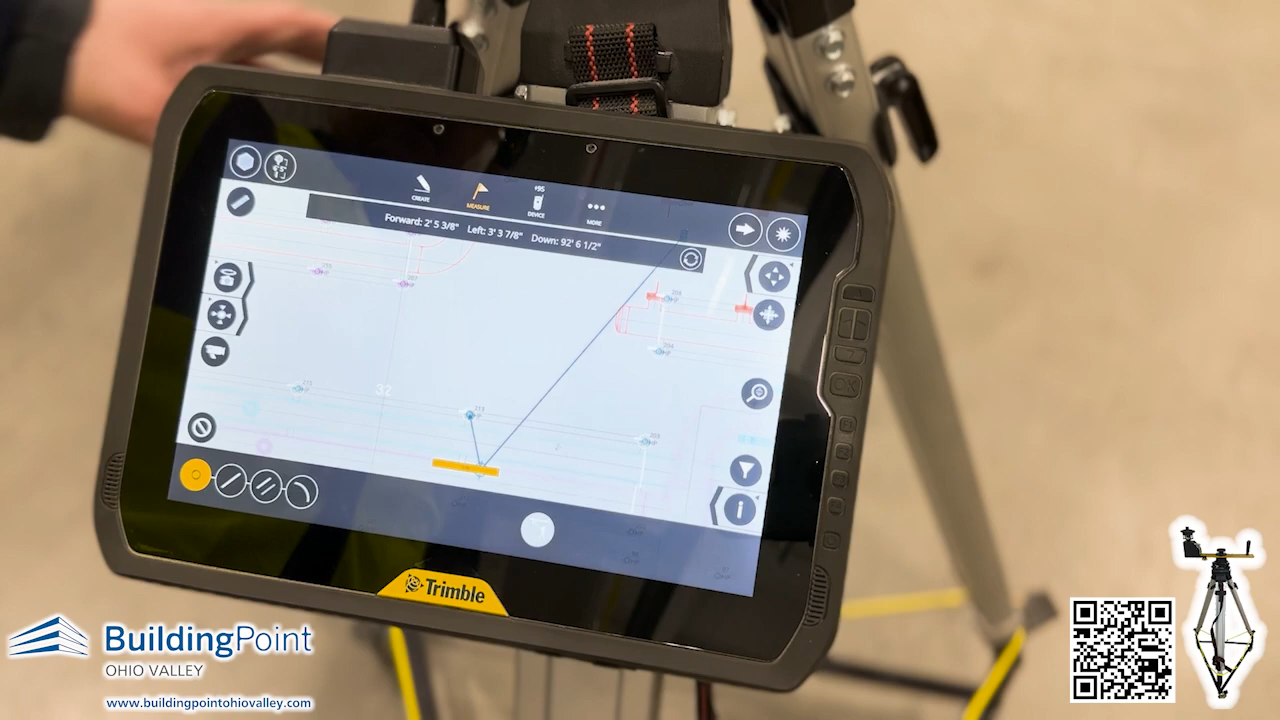 CREATE
MEASURE
DEVICE
MORE
Forward: 2' 5 3/8" Left: 3' 3 7/8" Down: 92' 6 1/2"
32
Trimble
BuildingPoint
OHIO VALLEY
www.buildingpointohiovalley.com